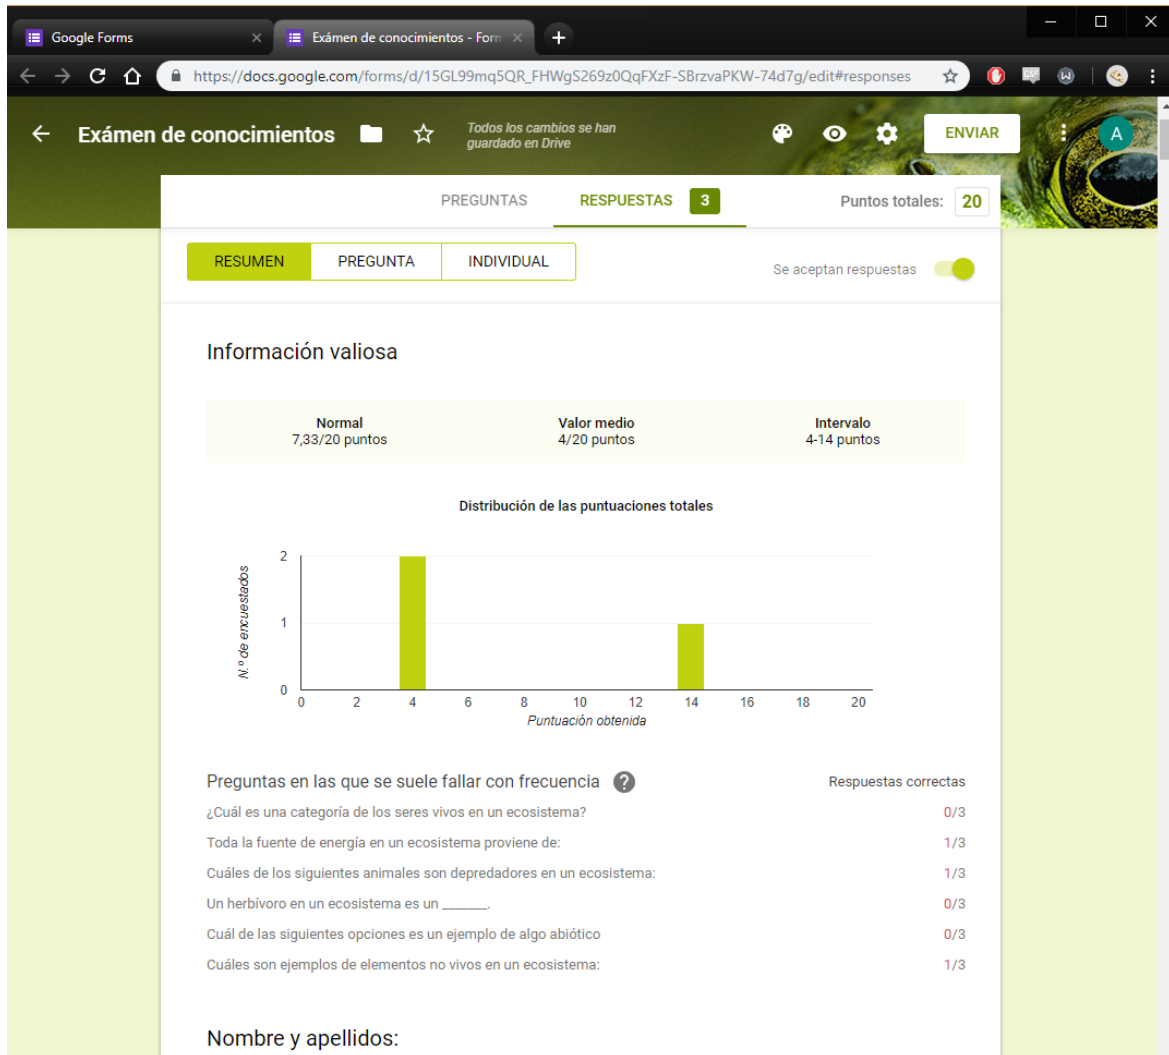 Google Forms
Exámen de conocimientos - Form
https://docs.google.com/forms/d/15GL99mq5QR_FHWgS269z0QqFXzF-SBrzvaPKW-74d7g/edit#responses
Exámen de conocimientos
Todos los cambios se han
guardado en Drive
ENVIAR
A
PREGUNTAS
RESPUESTAS 3
Puntos totales: 20
RESUMEN
PREGUNTA
INDIVIDUAL
Se aceptan respuestas
Información valiosa
Normal
7,33/20 puntos
Valor medio
4/20 puntos
Intervalo
4-14 puntos
Distribución de las puntuaciones totales
N.º de encuestados
2
1
0
0 2 4 6 8 10 12 14 16 18 20
Puntuación obtenida
Preguntas en las que se suele fallar con frecuencia ? Respuestas correctas
¿Cuál es una categoría de los seres vivos en un ecosistema? 0/3
Toda la fuente de energía en un ecosistema proviene de: 1/3
Cuáles de los siguientes animales son depredadores en un ecosistema: 1/3
Un herbívoro en un ecosistema es un _______. 0/3
Cuál de las siguientes opciones es un ejemplo de algo abiótico 0/3
Cuáles son ejemplos de elementos no vivos en un ecosistema: 1/3
Nombre y apellidos: